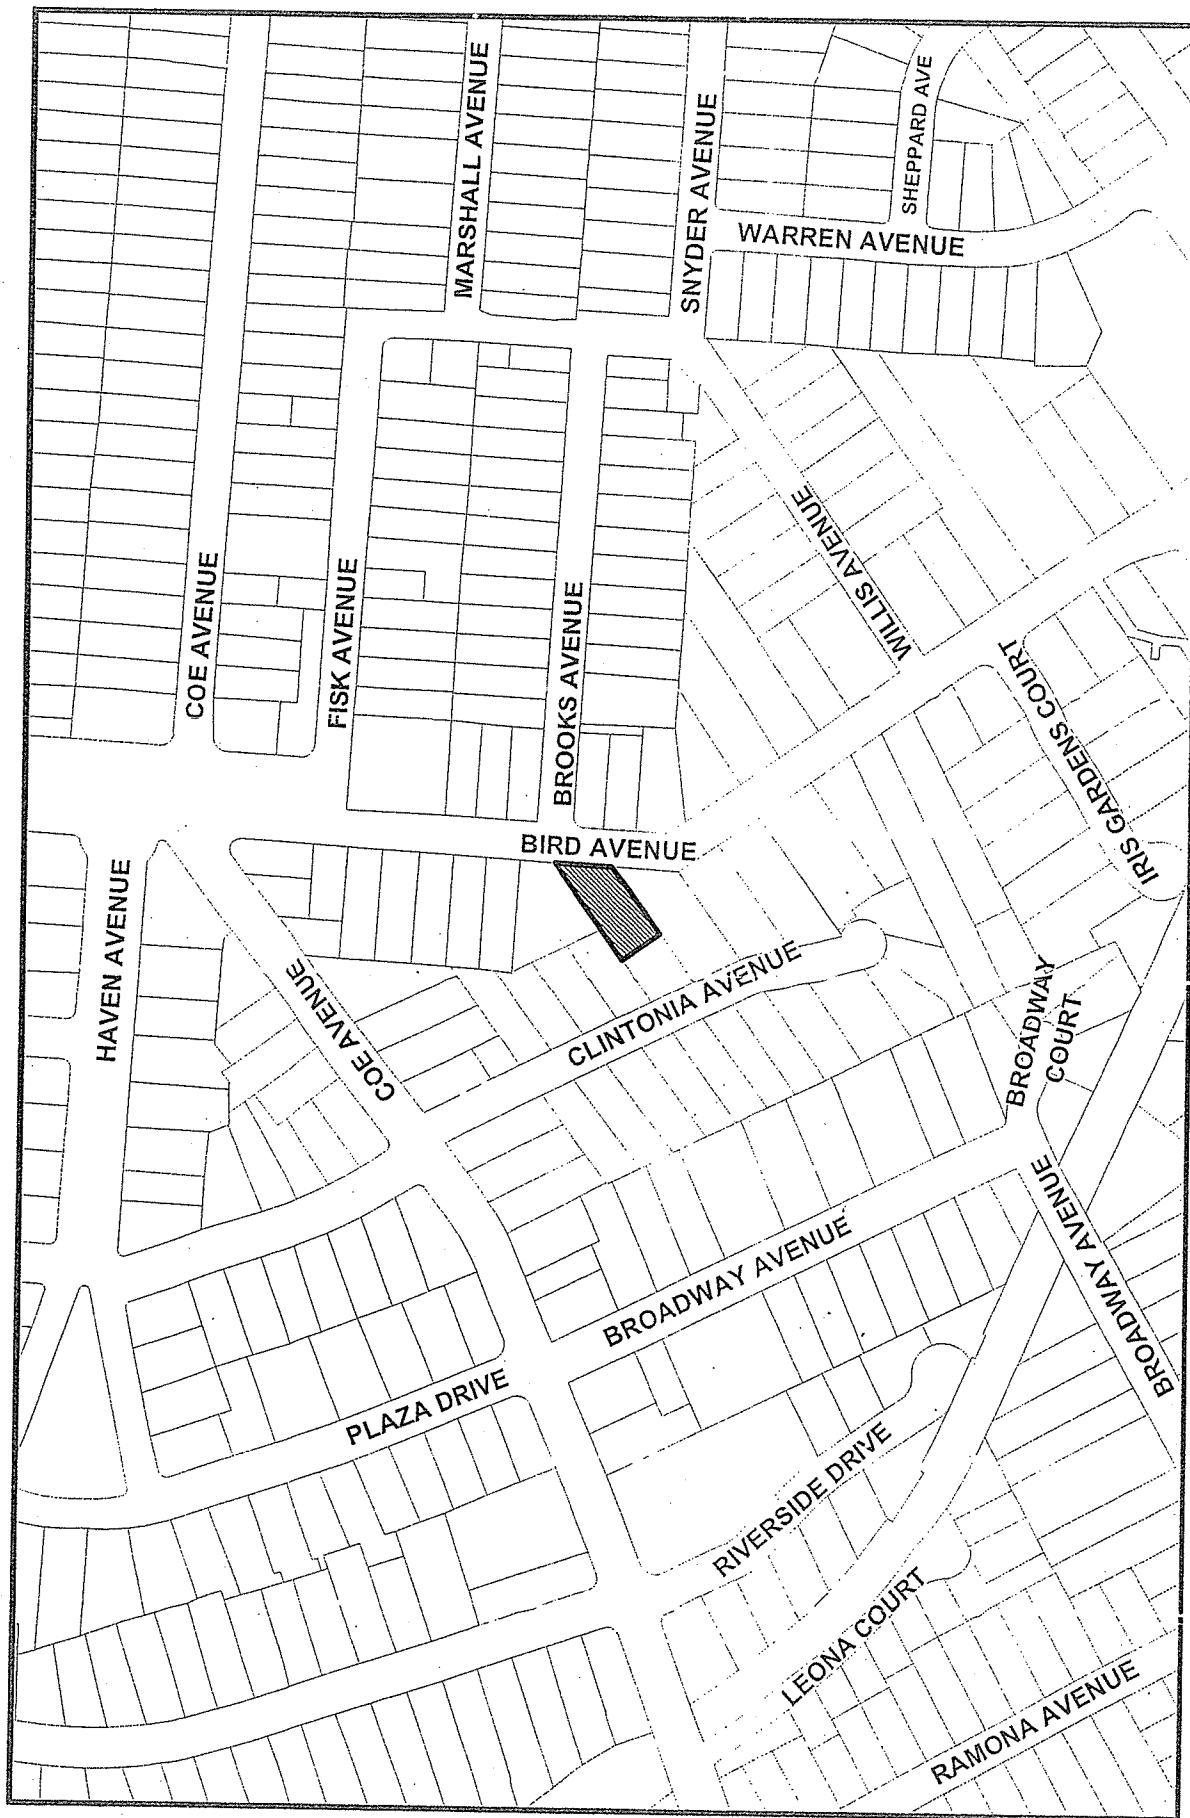 MARSHALL AVENUE
SHEPPARD AVE
SNYDER AVENUE
WARREN AVENUE
COE AVENUE
FISK AVENUE
BROOKS AVENUE
WILLIS AVENUE
IRIS GARDENS COURT
BIRD AVENUE
HAVEN AVENUE
COE AVENUE
CLINTONIA AVENUE
BROADWAY
COURT
BROADWAY AVENUE
BROADWAY AVENUE
PLAZA DRIVE
RIVERSIDE DRIVE
LEONA COURT
RAMONA AVENUE